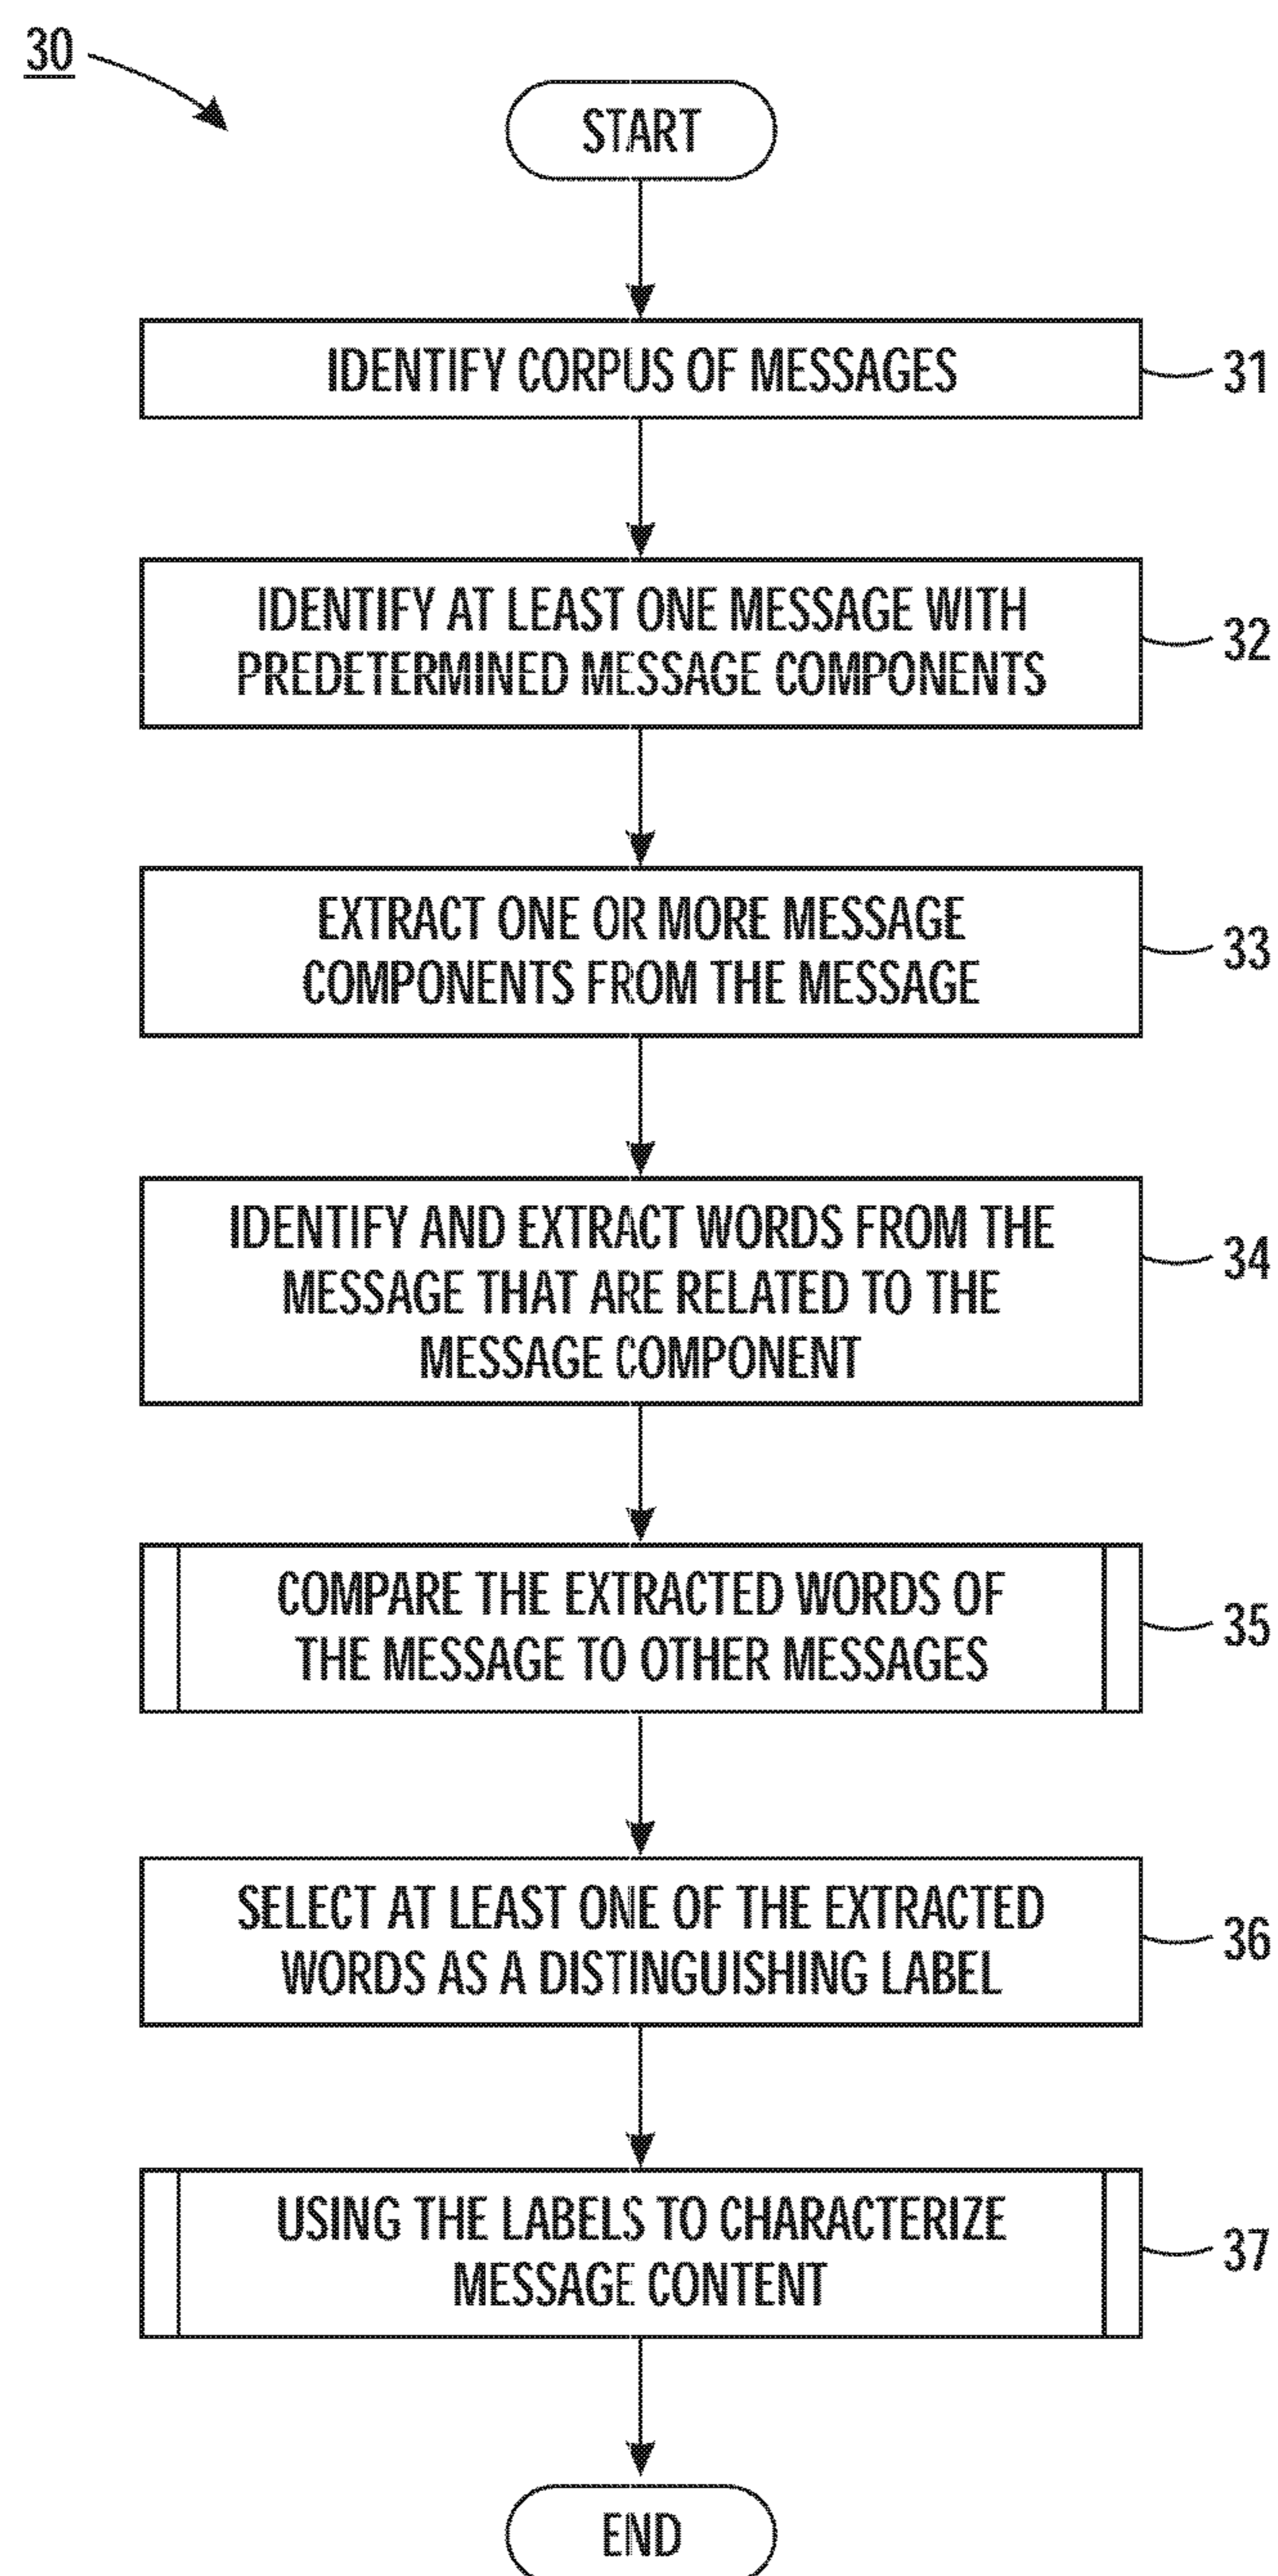 30
START
IDENTIFY CORPUS OF MESSAGES
31
IDENTIFY AT LEAST ONE MESSAGE WITH
PREDETERMINED MESSAGE COMPONENTS
32
EXTRACT ONE OR MORE MESSAGE
COMPONENTS FROM THE MESSAGE
33
IDENTIFY AND EXTRACT WORDS FROM THE
MESSAGE THAT ARE RELATED TO THE
MESSAGE COMPONENT
34
COMPARE THE EXTRACTED WORDS OF
THE MESSAGE TO OTHER MESSAGES
35
SELECT AT LEAST ONE OF THE EXTRACTED
WORDS AS A DISTINGUISHING LABEL
36
USING THE LABELS TO CHARACTERIZE
MESSAGE CONTENT
37
END